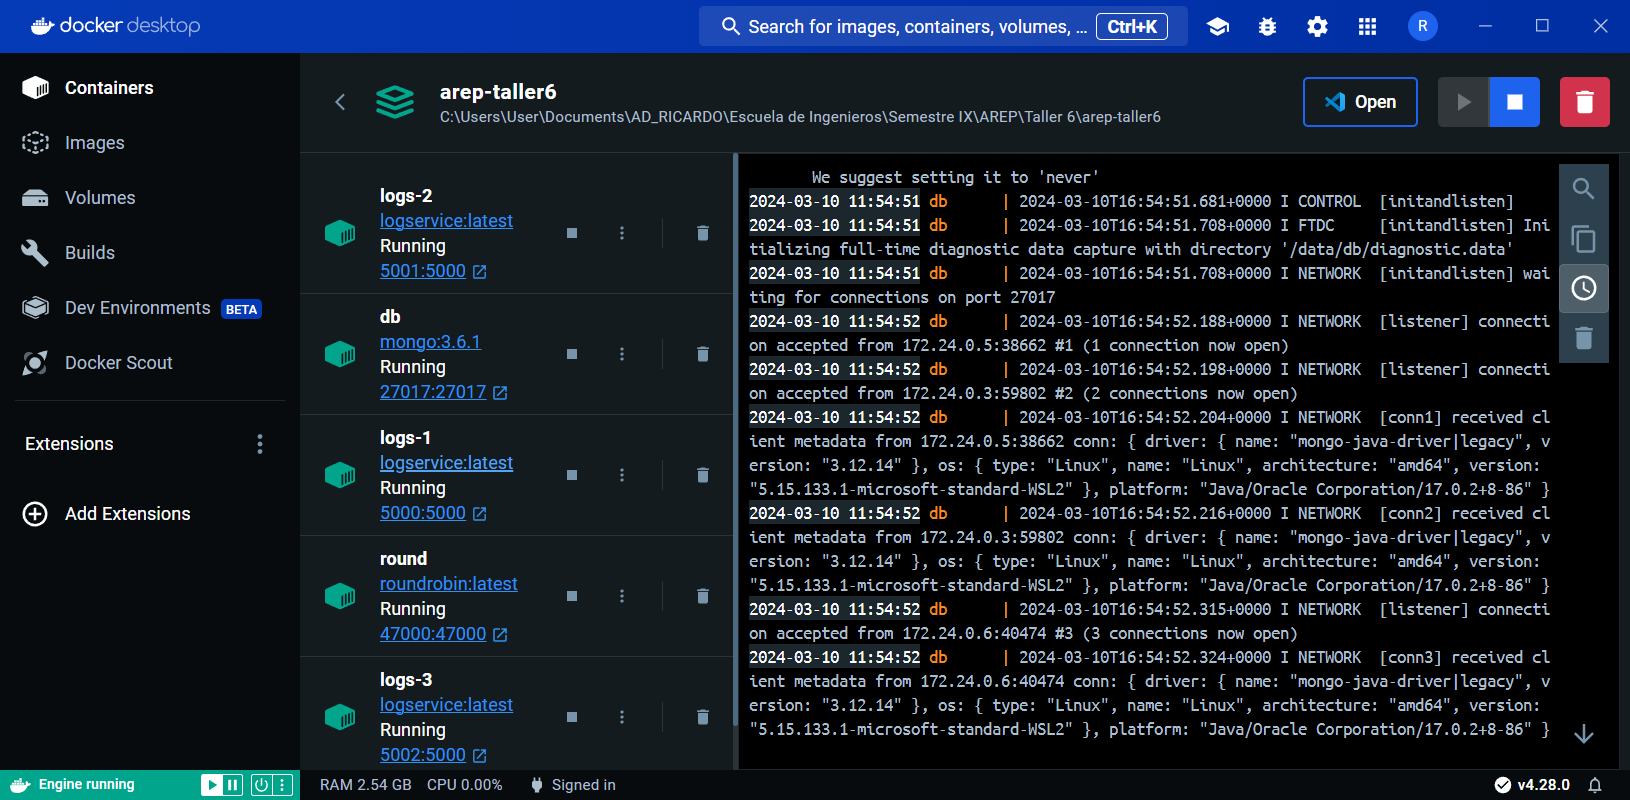 docker desktop
Search for images, containers, volumes, ... Ctrl+K
R
Containers
Images
Volumes
Builds
Dev Environments BETA
Docker Scout
Extensions
Add Extensions
arep-taller6
C:\Users\User\Documents\AD_RICARDO\Escuela de Ingenieros\Semestre IX\AREP\Taller 6\arep-taller6
Open
logs-2
logservice:latest
Running
5001:5000
db
mongo:3.6.1
Running
27017:27017
logs-1
logservice:latest
Running
5000:5000
round
roundrobin:latest
Running
47000:47000
logs-3
logservice:latest
Running
5002:5000
We suggest setting it to 'never'
2024-03-10 11:54:51 db | 2024-03-10T16:54:51.681+0000 I CONTROL [initandlisten]
2024-03-10 11:54:51 db | 2024-03-10T16:54:51.708+0000 I FTDC [initandlisten] Ini
tializing full-time diagnostic data capture with directory '/data/db/diagnostic.data'
2024-03-10 11:54:51 db | 2024-03-10T16:54:51.708+0000 I NETWORK [initandlisten] wai
ting for connections on port 27017
2024-03-10 11:54:52 db | 2024-03-10T16:54:52.188+0000 I NETWORK [listener] connecti
on accepted from 172.24.0.5:38662 #1 (1 connection now open)
2024-03-10 11:54:52 db | 2024-03-10T16:54:52.198+0000 I NETWORK [listener] connecti
on accepted from 172.24.0.3:59802 #2 (2 connections now open)
2024-03-10 11:54:52 db | 2024-03-10T16:54:52.204+0000 I NETWORK [conn1] received cl
ient metadata from 172.24.0.5:38662 conn: { driver: { name: "mongo-java-driver|legacy", v
ersion: "3.12.14" }, os: { type: "Linux", name: "Linux", architecture: "amd64", version:
"5.15.133.1-microsoft-standard-WSL2" }, platform: "Java/Oracle Corporation/17.0.2+8-86" }
2024-03-10 11:54:52 db | 2024-03-10T16:54:52.216+0000 I NETWORK [conn2] received cl
ient metadata from 172.24.0.3:59802 conn: { driver: { name: "mongo-java-driver|legacy", v
ersion: "3.12.14" }, os: { type: "Linux", name: "Linux", architecture: "amd64", version:
"5.15.133.1-microsoft-standard-WSL2" }, platform: "Java/Oracle Corporation/17.0.2+8-86" }
2024-03-10 11:54:52 db | 2024-03-10T16:54:52.315+0000 I NETWORK [listener] connecti
on accepted from 172.24.0.6:40474 #3 (3 connections now open)
2024-03-10 11:54:52 db | 2024-03-10T16:54:52.324+0000 I NETWORK [conn3] received cl
ient metadata from 172.24.0.6:40474 conn: { driver: { name: "mongo-java-driver|legacy", v
ersion: "3.12.14" }, os: { type: "Linux", name: "Linux", architecture: "amd64", version:
"5.15.133.1-microsoft-standard-WSL2" }, platform: "Java/Oracle Corporation/17.0.2+8-86" }
Engine running
RAM 2.54 GB CPU 0.00% Signed in
v4.28.0